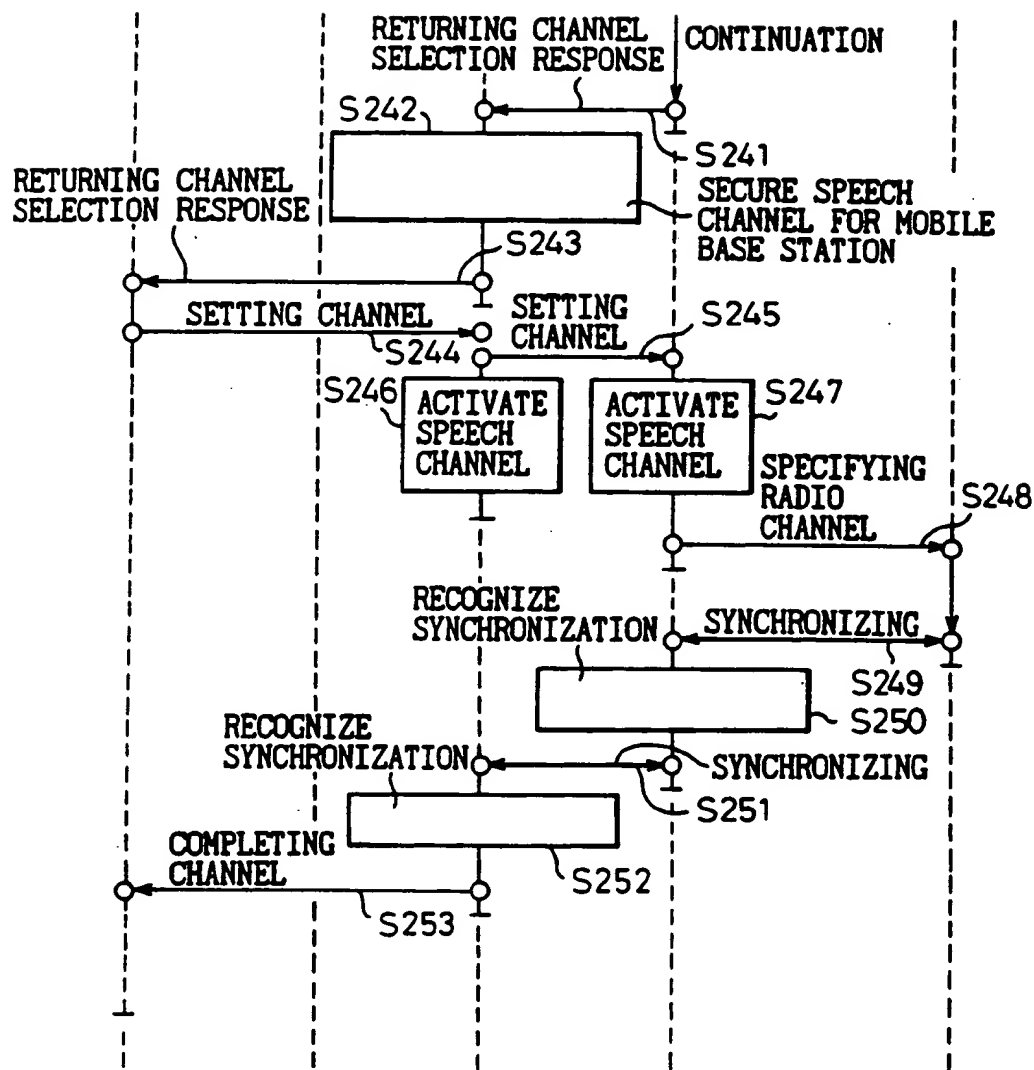 RETURNING CHANNEL
SELECTION RESPONSE
CONTINUATION
S242
S241
RETURNING CHANNEL
SELECTION RESPONSE
SECURE SPEECH
CHANNEL FOR MOBILE
BASE STATION
S243
SETTING CHANNEL
S244
SETTING
CHANNEL
S245
S246
ACTIVATE
SPEECH
CHANNEL
ACTIVATE
SPEECH
CHANNEL
S247
SPECIFYING
RADIO
CHANNEL
S248
RECOGNIZE
SYNCHRONIZATION
SYNCHRONIZING
S249
S250
RECOGNIZE
SYNCHRONIZATION
SYNCHRONIZING
S251
COMPLETING
CHANNEL
S252
S253